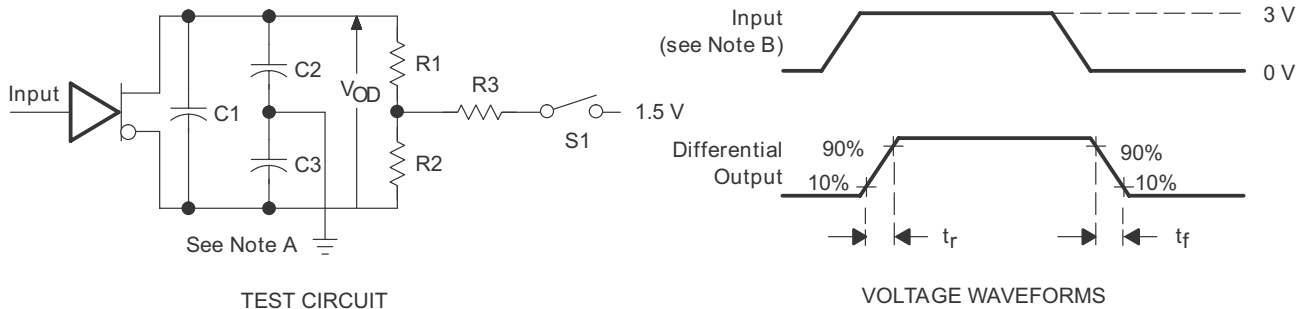 Input
C1
C2
C3
VOD
R1
R2
R3
S1
1.5 V
See Note A
TEST CIRCUIT
Input
(see Note B)
3 V
0 V
Differential
Output
90%
10%
90%
10%
tr
tf
VOLTAGE WAVEFORMS